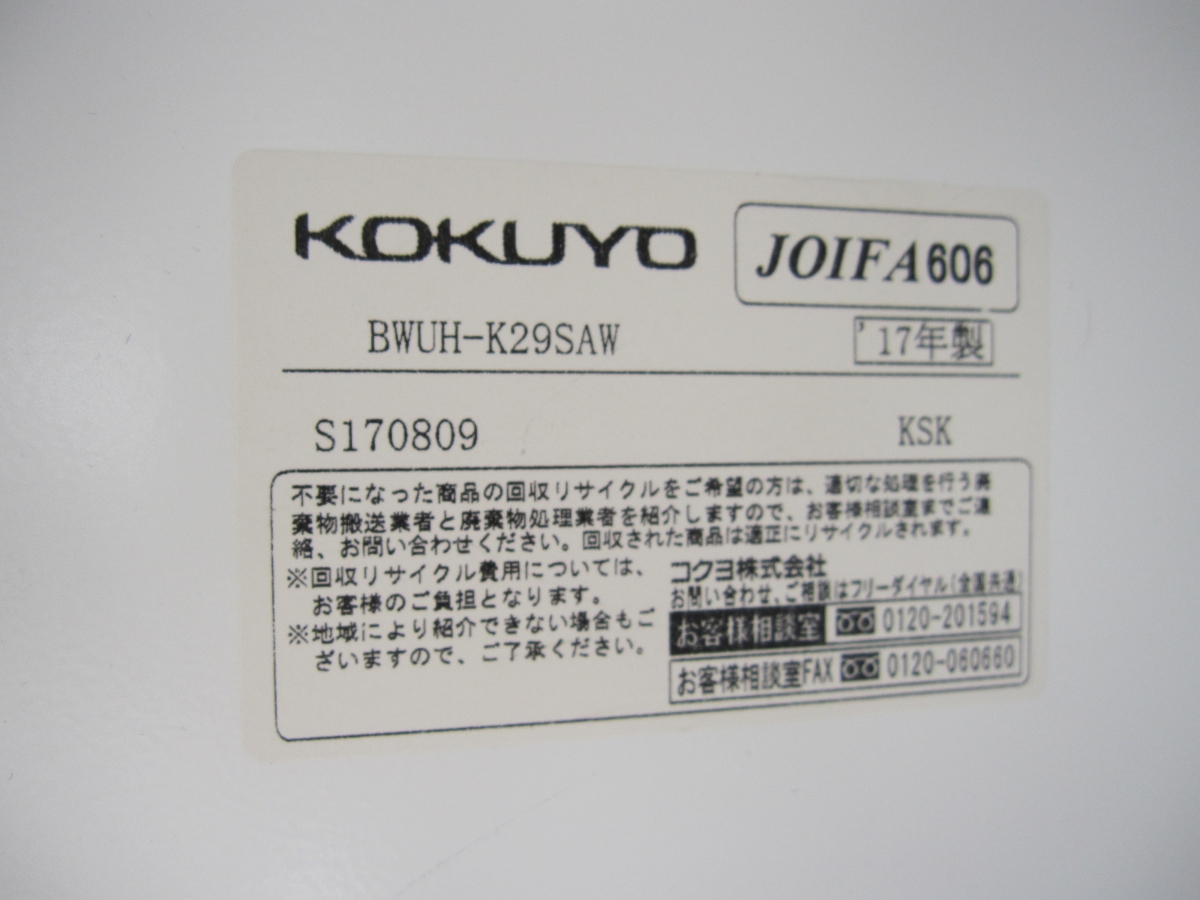 KOKUYO
JOIFA606
BWUH-K29SAW
'17年製
S170809
KSK
不要になった商品の回収リサイクルをご希望の方は、適切な処理を行う廃
棄物搬送業者と廃棄物処理業者を紹介しますので、お客様相談室までご連
絡、お問い合わせください。回収された商品は適正にリサイクルされます。
※回収リサイクル費用については、
お客様のご負担となります。
※地域により紹介できない場合もご
ざいますので、ご了承ください。
コクヨ株式会社
お問い合わせ、ご相談はフリーダイヤル(全国共通)
お客様相談室 0120-201594
お客様相談室FAX 0120-060660